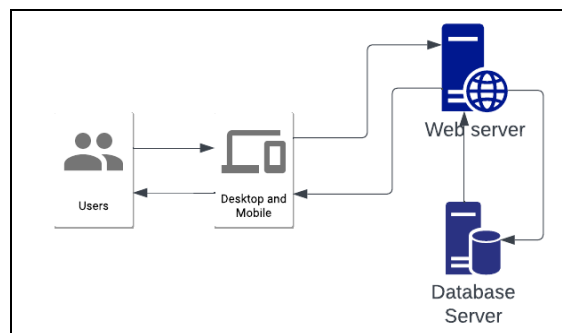 Users
Desktop and
Mobile
Web server
Database
Server